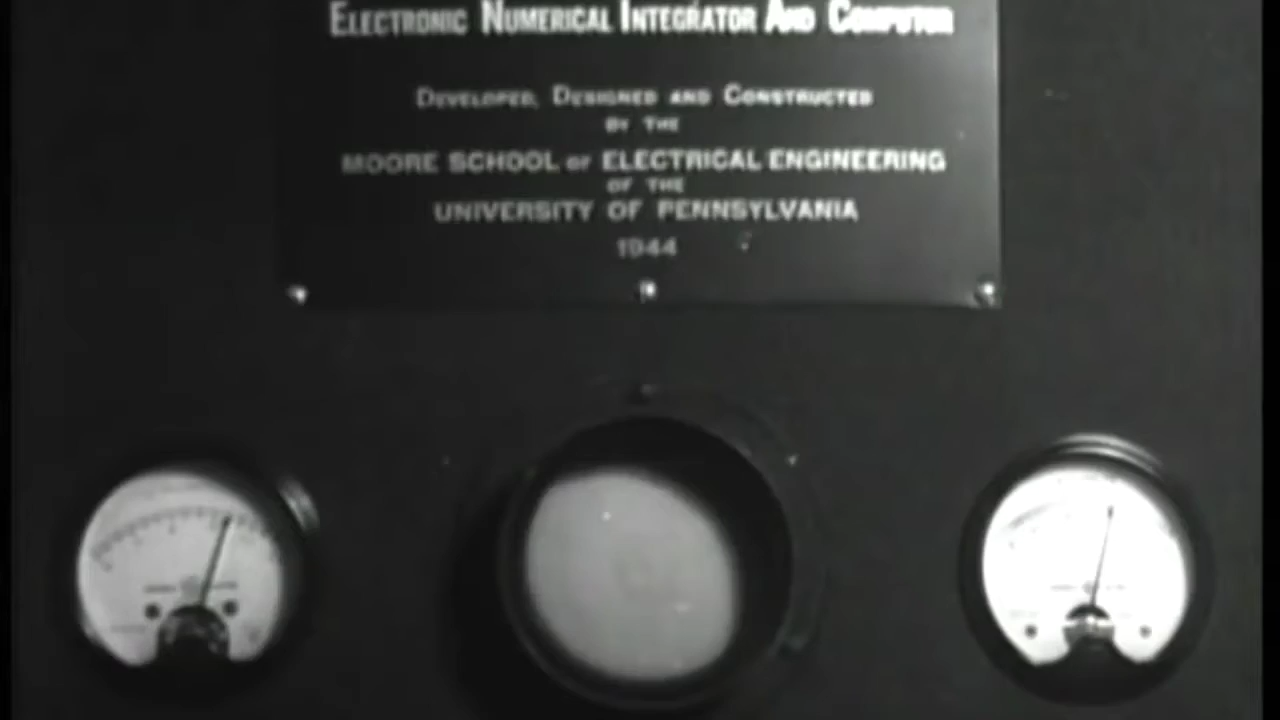 ELECTRONIC NUMERICAL INTEGRATOR AND COMPUTER
DEVELOPED, DESIGNED AND CONSTRUCTED
BY THE
MOORE SCHOOL OF ELECTRICAL ENGINEERING
OF THE
UNIVERSITY OF PENNSYLVANIA
1944